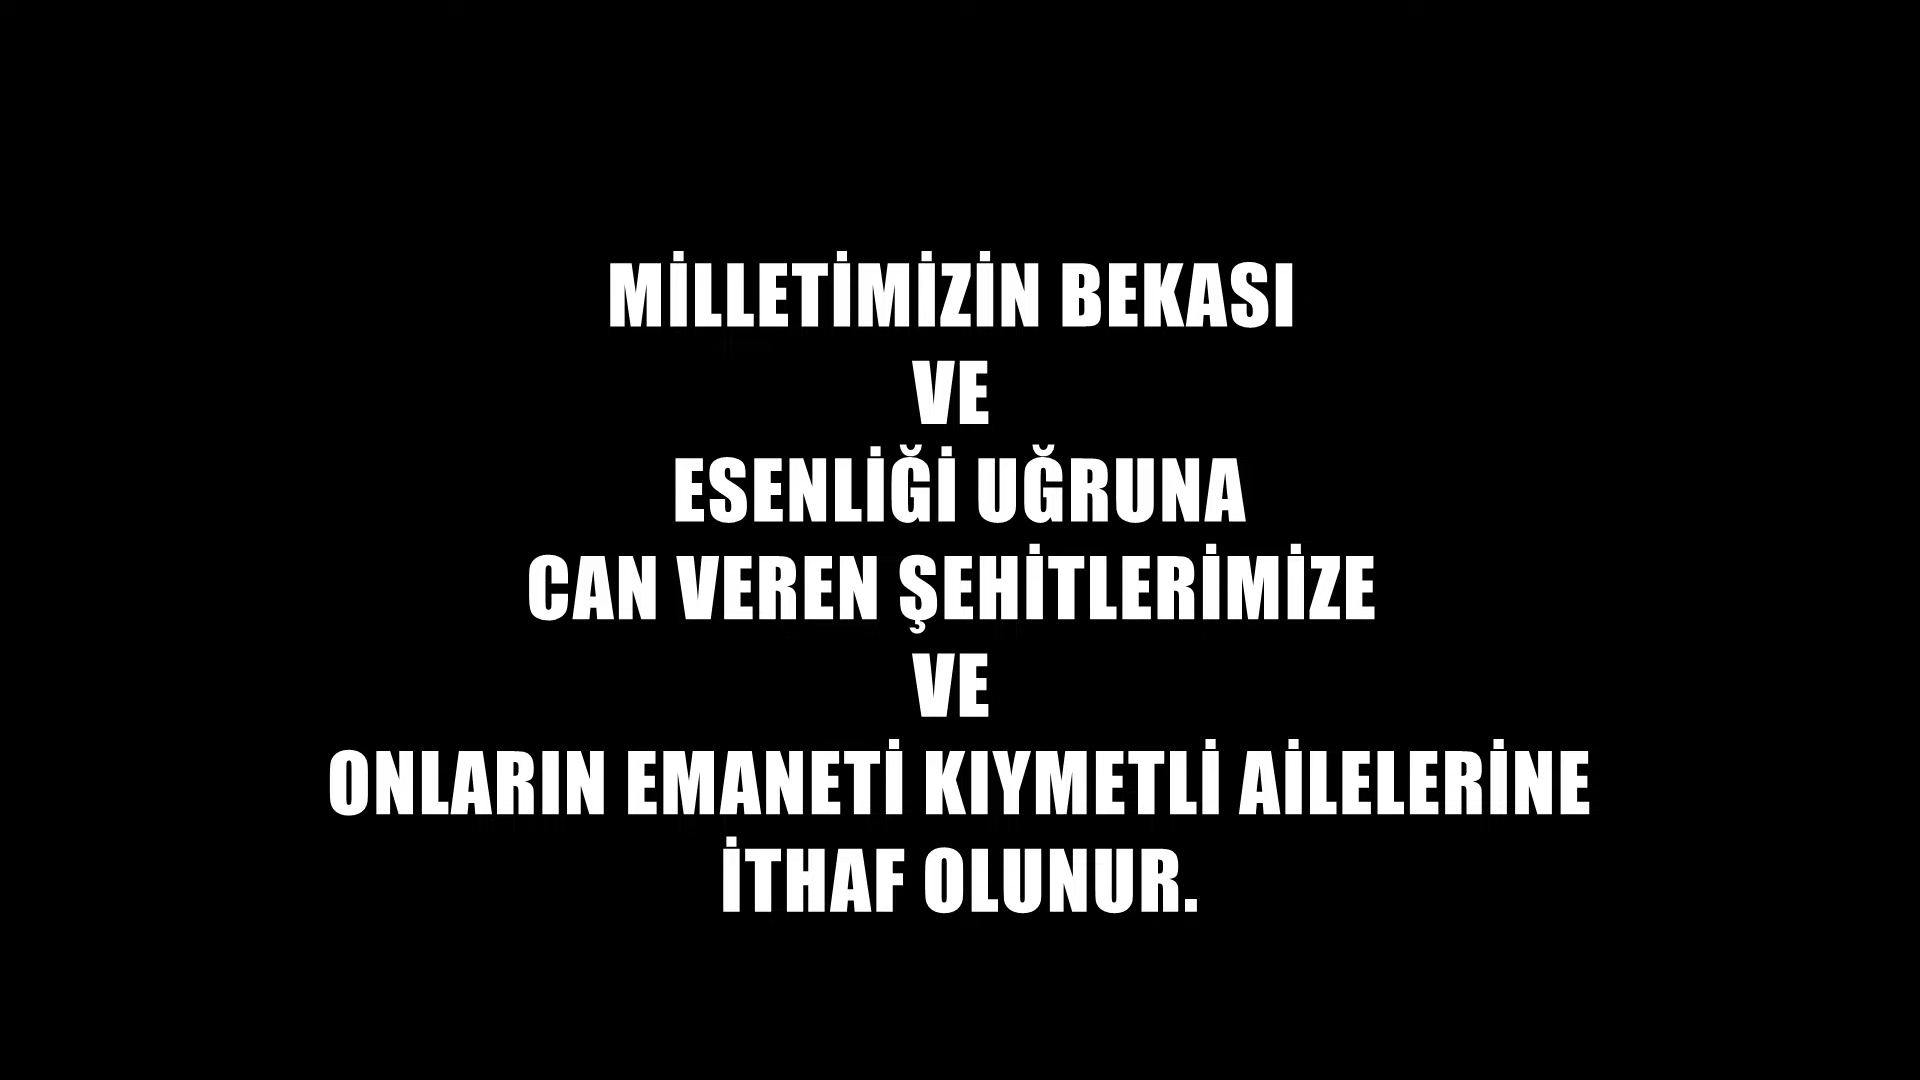 MİLLETİMİZİN BEKASI
VE
ESENLİĞİ UĞRUNA
CAN VEREN ŞEHİTLERİMİZE
VE
ONLARIN EMANETİ KIYMETLİ AİLELERİNE
İTHAF OLUNUR.